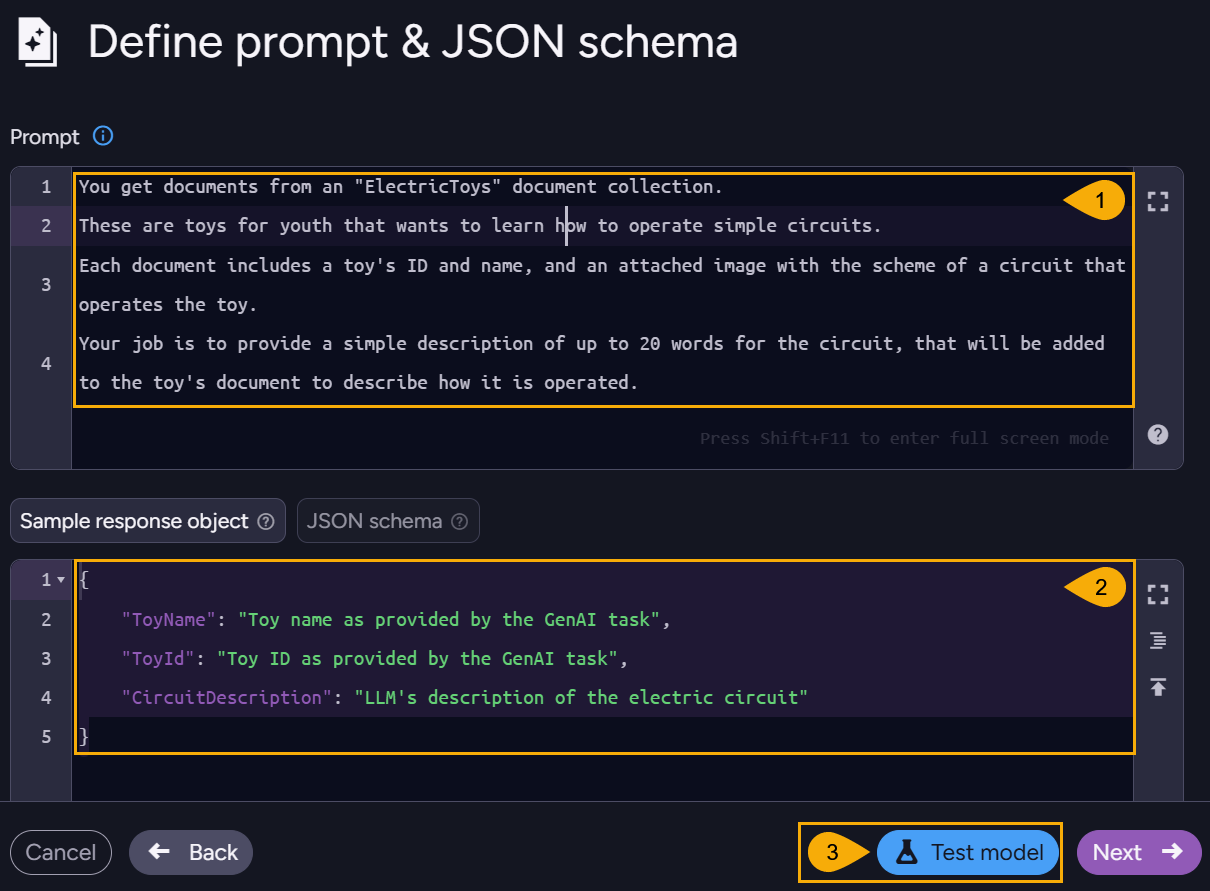 Define prompt & JSON schema
Prompt
1 You get documents from an "ElectricToys" document collection.
1
2 These are toys for youth that wants to learn how to operate simple circuits.
3 Each document includes a toy's ID and name, and an attached image with the scheme of a circuit that
operates the toy.
4 Your job is to provide a simple description of up to 20 words for the circuit, that will be added
to the toy's document to describe how it is operated.
Press Shift+F11 to enter full screen mode
Sample response object JSON schema
1 {
2
2 "ToyName": "Toy name as provided by the GenAI task",
3 "ToyId": "Toy ID as provided by the GenAI task",
4 "CircuitDescription": "LLM's description of the electric circuit"
5 }
Cancel Back 3 Test model Next